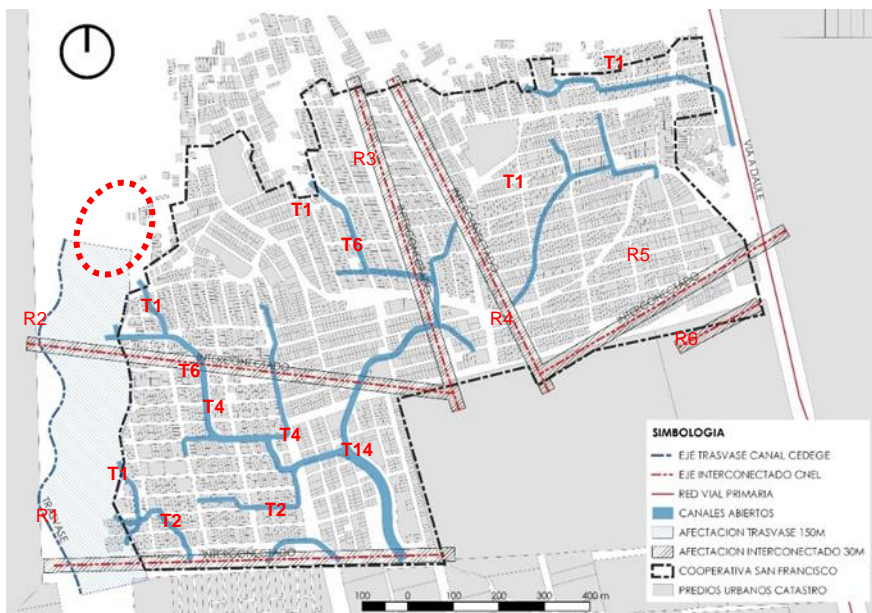 T1
VIA A DAULE
R3
T1
INTERCONECTADO
INTERCONECTADO
T1
T6
R5
INTERCONECTADO
T1
R2
R4
R6
INTERCONECTADO
T6
T4
T4
T14
T1
T2
T2
TRASVASE
R1
INTERCONECTADO
SIMBOLOGIA
EJE TRASVASE CANAL CEDEGE
EJE INTERCONECTADO CNEL
RED VIAL PRIMARIA
CANALES ABIERTOS
AFECTACION TRASVASE 150M
AFECTACION INTERCONECTADO 30M
COOPERATIVA SAN FRANCISCO
PREDIOS URBANOS CATASTRO
100 0 100 200 300 400 m